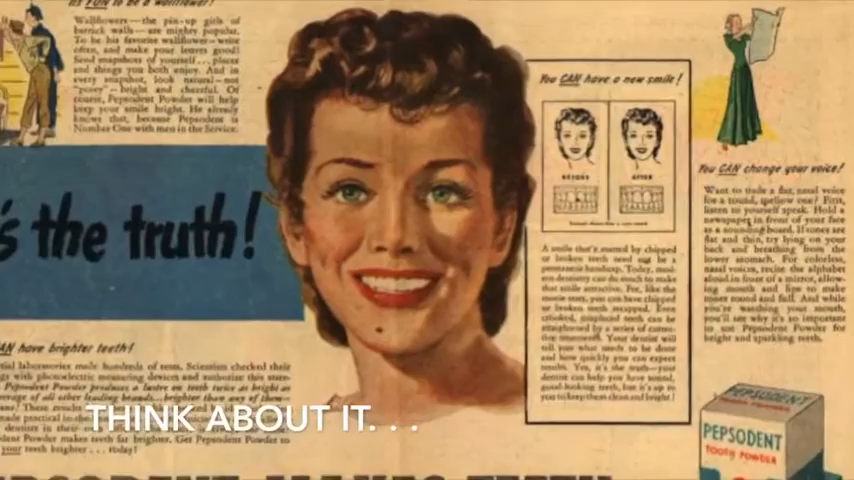 its FUN to be a wallflower!
Wallflowers—the pin-up girls of
barrack walls—are mighty popular.
To be his favorite wallflower—write
often, and make your letters good!
Send snapshots of yourself...places
and things you both enjoy. And in
every snapshot, look natural—not
"posey"—bright and cheerful. Of
course, Pepsodent Powder will help
keep your smile bright. He already
knows that, because Pepsodent is
Number One with men in the Service.
's the truth!
AN have brighter teeth!
tial laboratories made hundreds of tests. Scientists checked their
gs with photoelectric measuring devices and authorize this state-
Pepsodent Powder produces a lustre on teeth twice as bright as
verage of all other leading brands...brighter than any of them—
THINK ABOUT IT. . .
dent Powder makes teeth far brighter. Get Pepsodent Powder to
your teeth brighter . . . today!
You CAN have a new smile!
BEFORE
AFTER
A smile that's marred by chipped
or broken teeth need not be a
permanent handicap. Today, mod-
ern dentistry can do much to make
that smile attractive. For, like the
movie stars, you can have chipped
or broken teeth recapped. Even
crooked, misplaced teeth can be
straightened by a series of correc-
tive treatments. Your dentist will
tell you what needs to be done
and how quickly you can expect
results. Yes, it's the truth—your
dentist can help you have sound,
good-looking teeth, but it's up to
you to keep them clean and bright!
You CAN change your voice!
Want to trade a flat, nasal voice
for a round, mellow one? First,
listen to yourself speak. Hold a
newspaper in front of your face
as a sounding board. If tones are
flat and thin, try lying on your
back and breathing from the
lower stomach. For colorless,
nasal voices, recite the alphabet
aloud in front of a mirror, allow-
ing mouth and lips to make
tones round and full. And while
you're watching your mouth,
you'll see why it's so important
to use Pepsodent Powder for
bright and sparkling teeth.
PEPSODENT
TOOTH POWDER
PEPSODENT
TOOTH POWDER
PSODENT MAKES TEETH